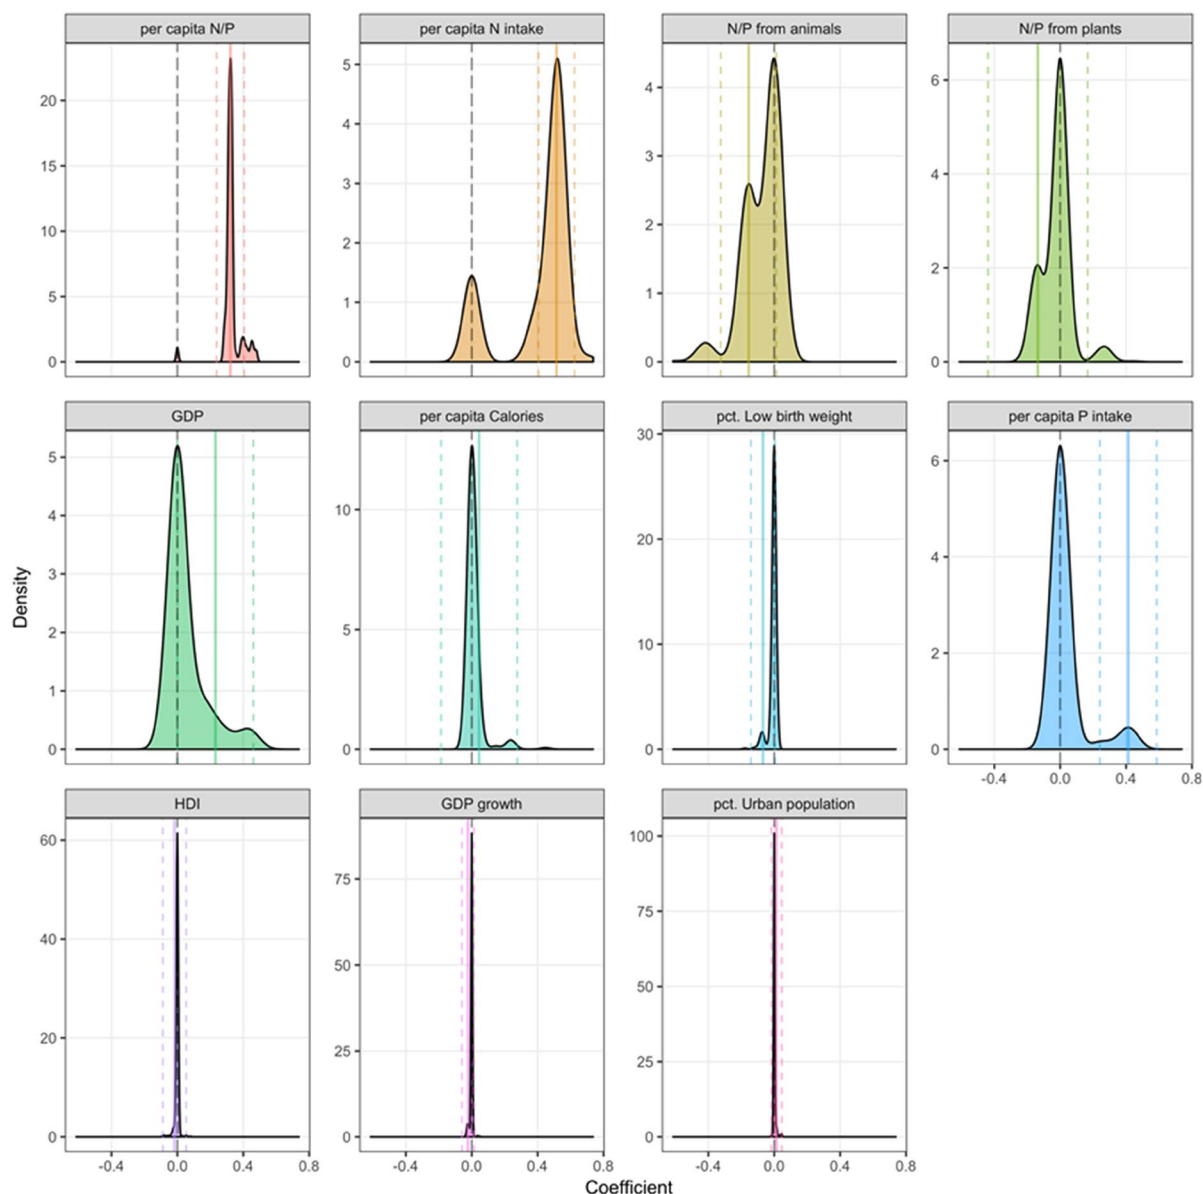 per capita N/P
per capita N intake
N/P from animals
N/P from plants
20
15
10
5
0
5
4
3
2
1
0
4
3
2
1
0
6
4
2
0
GDP
per capita Calories
pct. Low birth weight
per capita P intake
5
4
3
2
1
0
10
5
0
30
20
10
0
6
4
2
0
-0.4 0.0 0.4 0.8
Density
HDI
GDP growth
pct. Urban population
60
40
20
0
75
50
25
0
100
75
50
25
0
-0.4 0.0 0.4 0.8
-0.4 0.0 0.4 0.8
-0.4 0.0 0.4 0.8
Coefficient